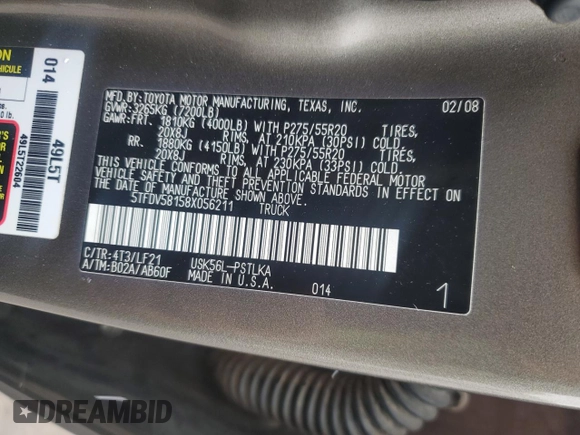 MFD.BY:TOYOTA MOTOR MANUFACTURING, TEXAS, INC. 02/08
GVWR: 3265KG (7200LB)
GAWR:FRT. 1810KG (4000LB) WITH P275/55R20 TIRES,
20X8J RIMS, AT 210KPA (30PSI) COLD.
RR. 1880KG (4150LB) WITH P275/55R20 TIRES,
20X8J RIMS, AT 230KPA (33PSI) COLD.
THIS VEHICLE CONFORMS TO ALL APPLICABLE FEDERAL MOTOR
VEHICLE SAFETY AND THEFT PREVENTION STANDARDS IN EFFECT ON
THE DATE OF MANUFACTURE SHOWN ABOVE.
5TFDV58158X056211 TRUCK
C/TR:4T3/LF21 USK56L-PSTLKA
A/TM:B02A/AB60F MADE IN U.S.A. 014
1
014
49L5T
49L5T22604
DREAMBID